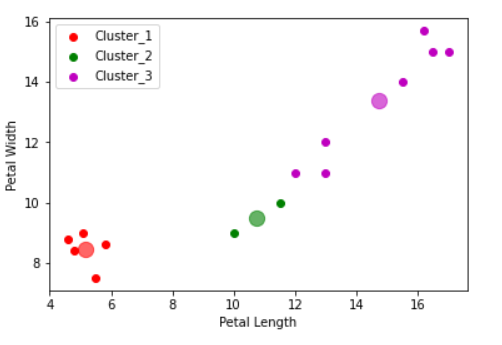 16
14
12
10
8
Petal Width
Cluster_1
Cluster_2
Cluster_3
4
6
8
10
12
14
16
Petal Length